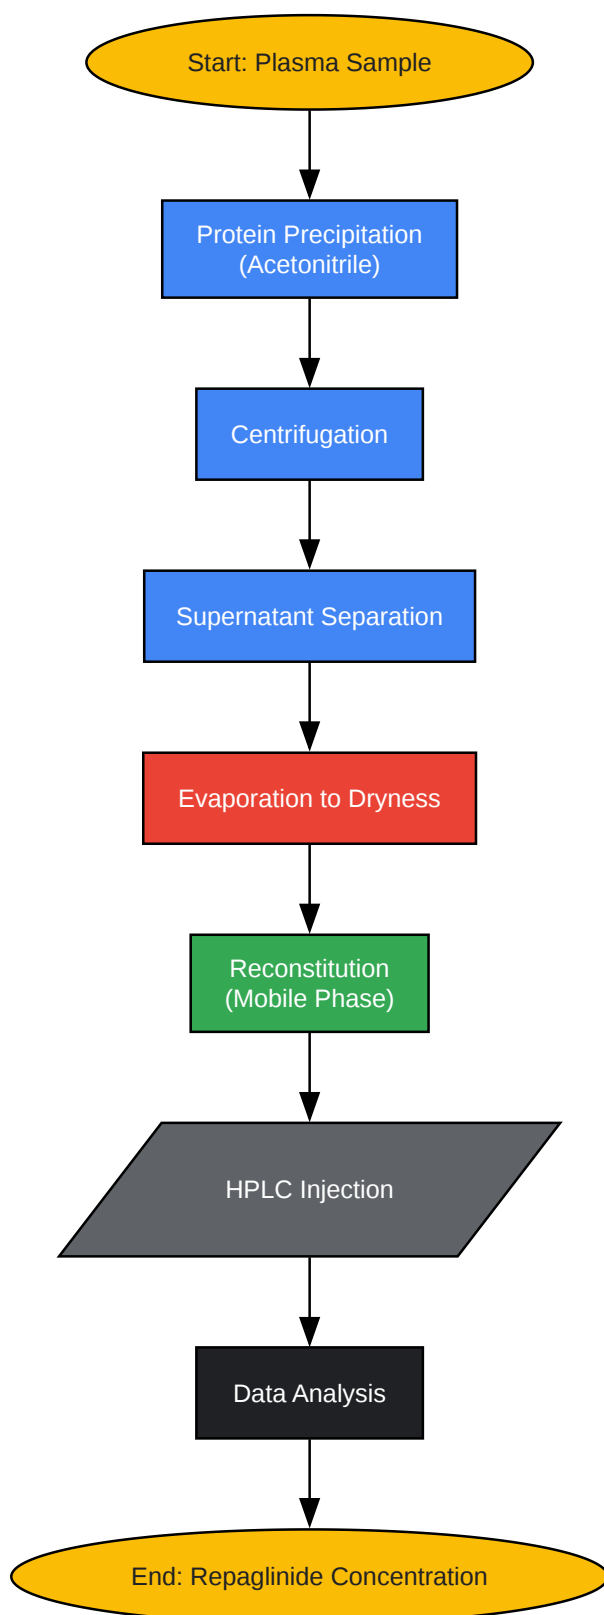 Start: Plasma Sample
Protein Precipitation
(Acetonitrile)
Centrifugation
Supernatant Separation
Evaporation to Dryness
Reconstitution
(Mobile Phase)
HPLC Injection
Data Analysis
End: Repaglinide Concentration